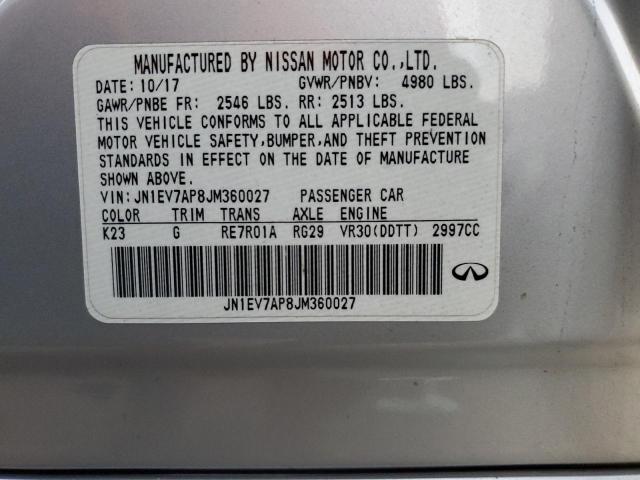 MANUFACTURED BY NISSAN MOTOR CO.,LTD.
DATE: 10/17 GVWR/PNBV: 4980 LBS.
GAWR/PNBE FR: 2546 LBS. RR: 2513 LBS.
THIS VEHICLE CONFORMS TO ALL APPLICABLE FEDERAL
MOTOR VEHICLE SAFETY,BUMPER,AND THEFT PREVENTION
STANDARDS IN EFFECT ON THE DATE OF MANUFACTURE
SHOWN ABOVE.
VIN: JN1EV7AP8JM360027 PASSENGER CAR
COLOR TRIM TRANS AXLE ENGINE
K23 G RE7R01A RG29 VR30(DDTT) 2997CC
JN1EV7AP8JM360027